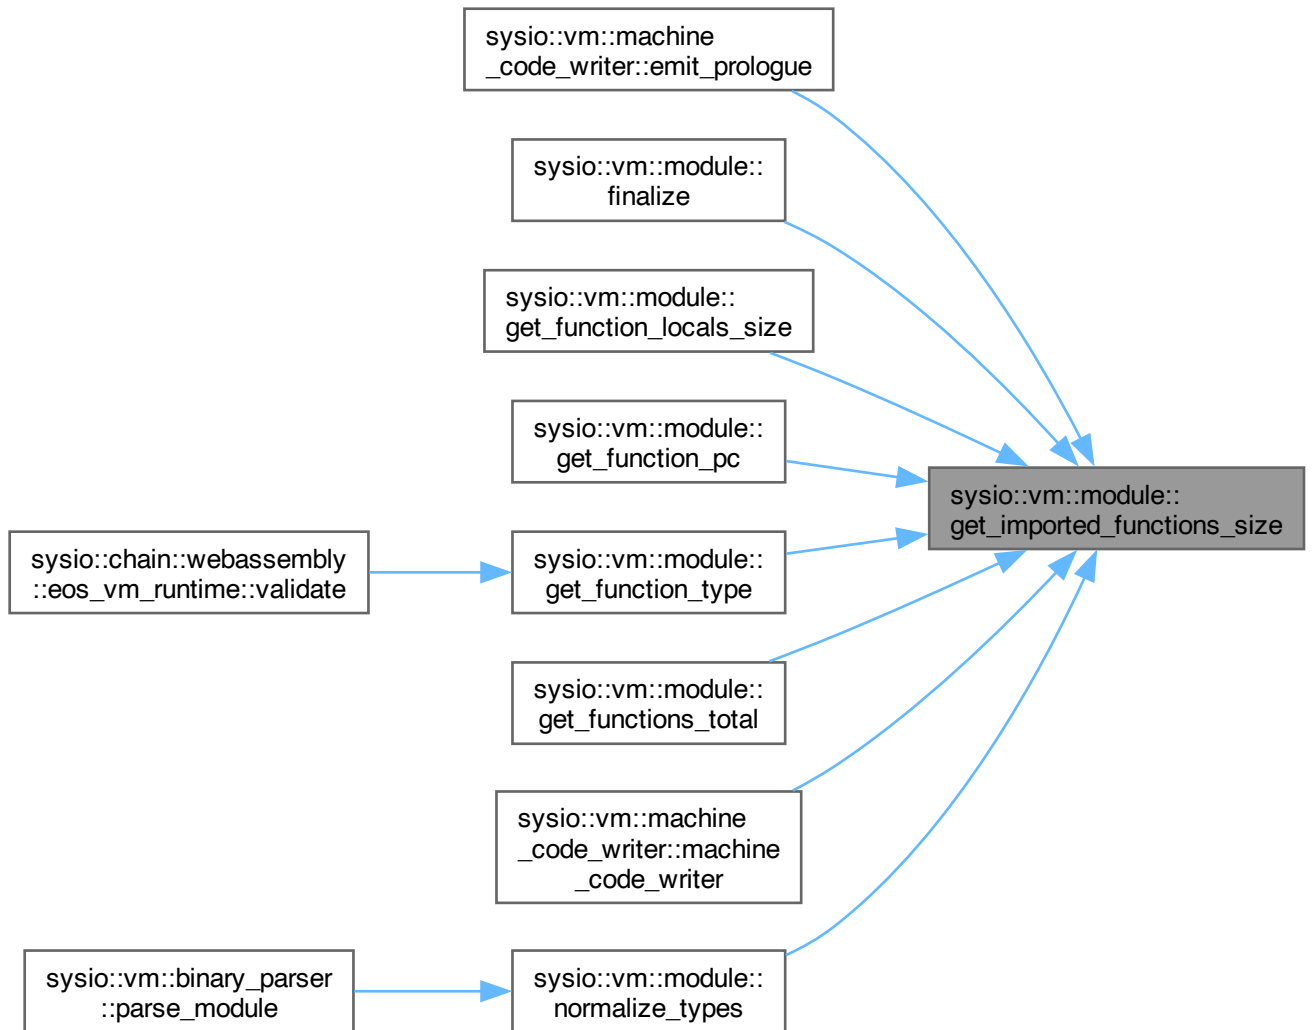 sysio::vm::machine
_code_writer::emit_prologue
sysio::vm::module::
finalize
sysio::vm::module::
get_function_locals_size
sysio::vm::module::
get_function_pc
sysio::vm::module::
get_imported_functions_size
sysio::chain::webassembly
::eos_vm_runtime::validate
sysio::vm::module::
get_function_type
sysio::vm::module::
get_functions_total
sysio::vm::machine
_code_writer::machine
_code_writer
sysio::vm::binary_parser
::parse_module
sysio::vm::module::
normalize_types